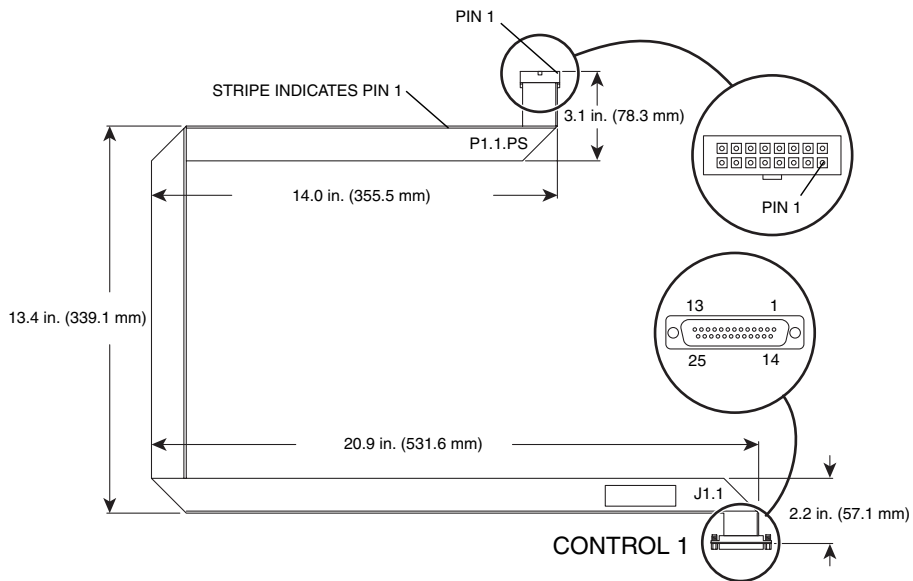 PIN 1
STRIPE INDICATES PIN 1
3.1 in. (78.3 mm)
P1.1.PS
14.0 in. (355.5 mm)
PIN 1
13.4 in. (339.1 mm)
13 1
25 14
20.9 in. (531.6 mm)
J1.1
2.2 in. (57.1 mm)
CONTROL 1